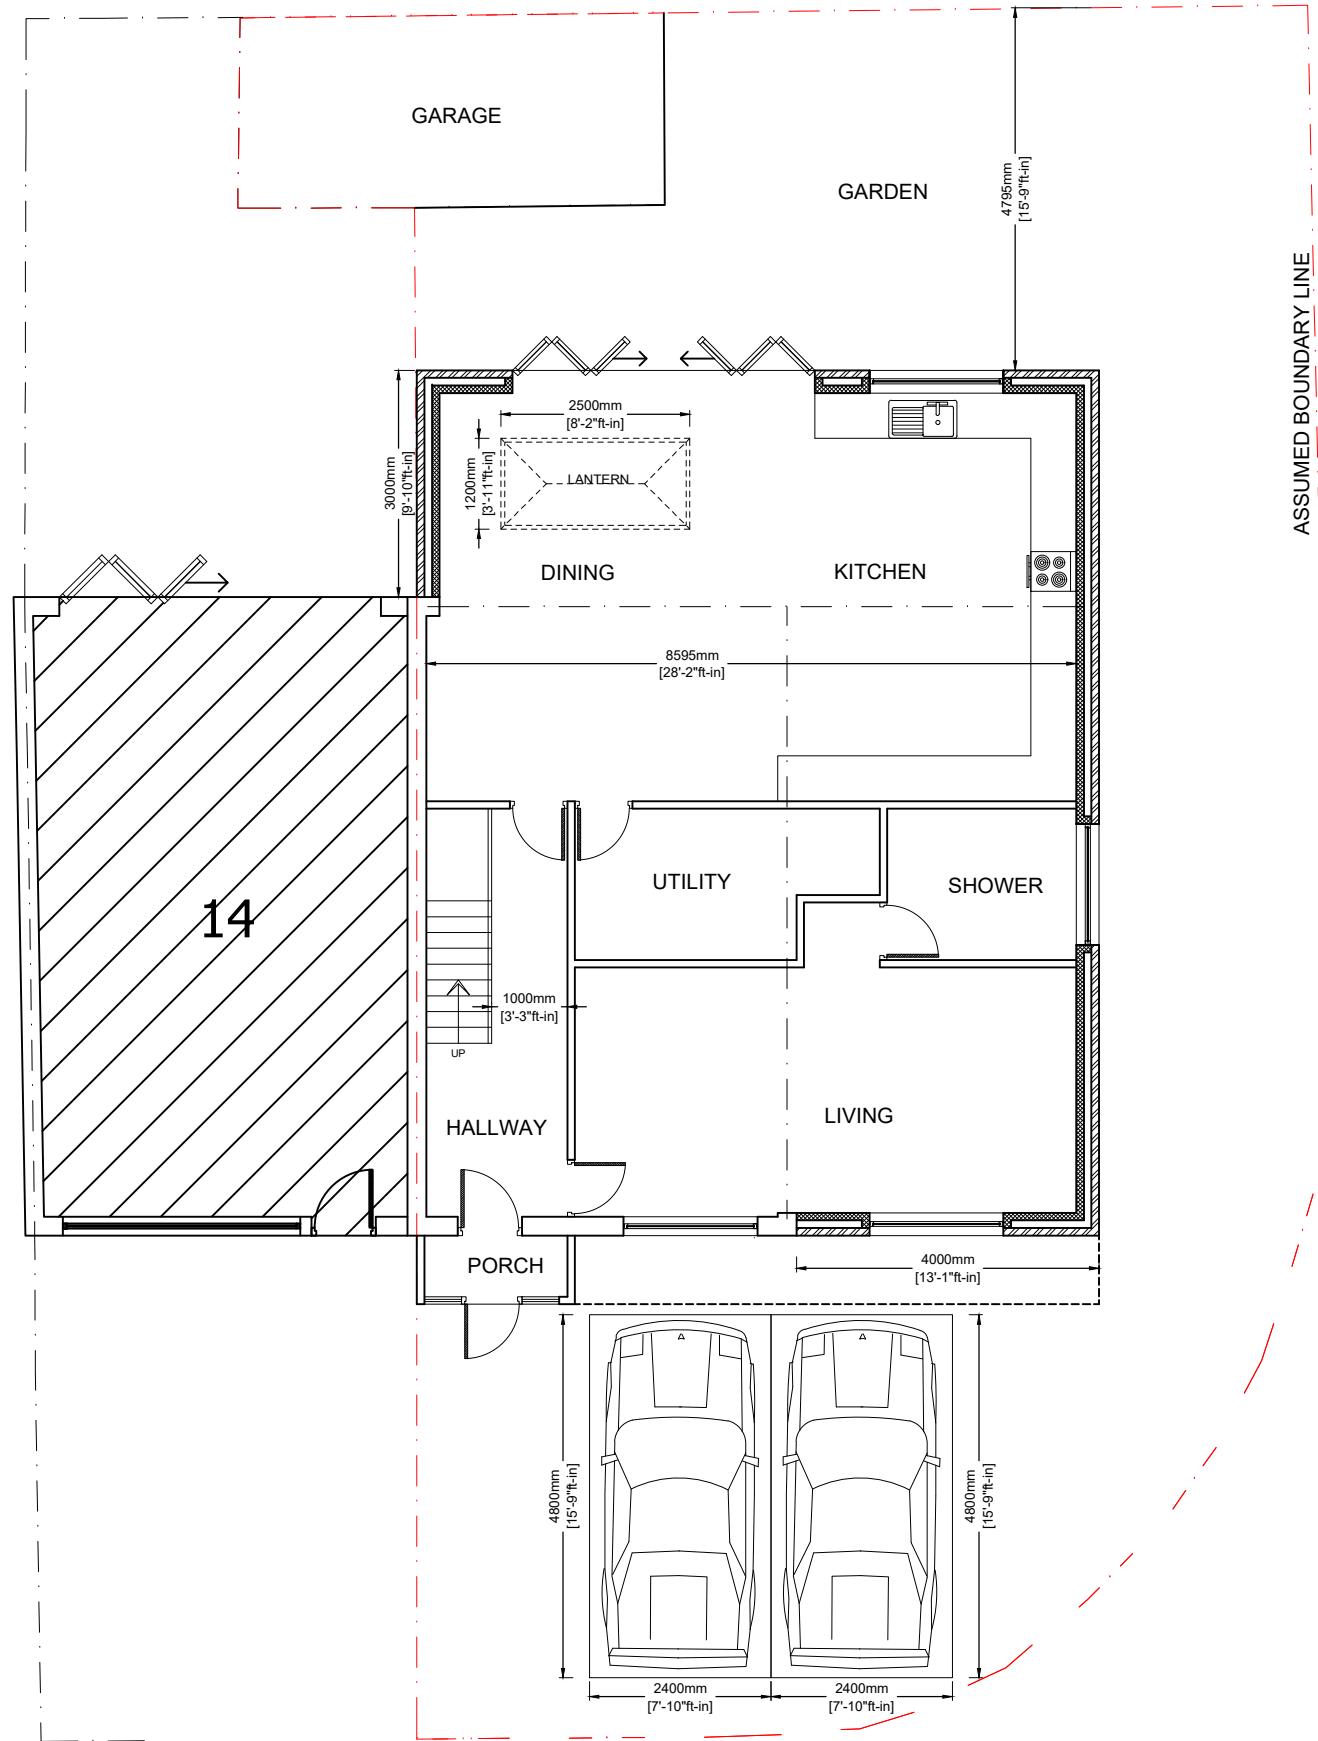 GARAGE
GARDEN
4795mm
[15'-9"ft-in]
ASSUMED BOUNDARY LINE
2500mm
[8'-2"ft-in]
3000mm
[9'-10"ft-in]
1200mm
[3'-11"ft-in]
LANTERN
DINING
KITCHEN
8595mm
[28'-2"ft-in]
14
UTILITY
SHOWER
1000mm
[3'-3"ft-in]
UP
HALLWAY
LIVING
PORCH
4000mm
[13'-1"ft-in]
4800mm
[15'-9"ft-in]
4800mm
[15'-9"ft-in]
2400mm
[7'-10"ft-in]
2400mm
[7'-10"ft-in]